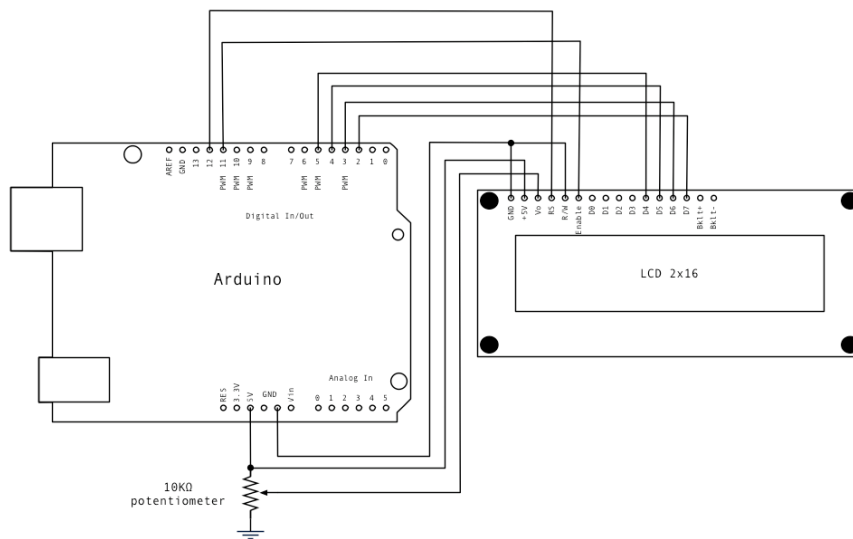 AREF
GND
13
12
11
10
9
8
7
6
5
4
3
2
1
0
PWM
PWM
PWM
PWM
PWM
PWM
Digital In/Out
GND
+5V
Vo
RS
R/W
Enable
D0
D1
D2
D3
D4
D5
D6
D7
Bklt+
Bklt-
LCD 2x16
Arduino
Analog In
RES
3.3V
5V
GND
Vin
0
1
2
3
4
5
10KΩ
potentiometer